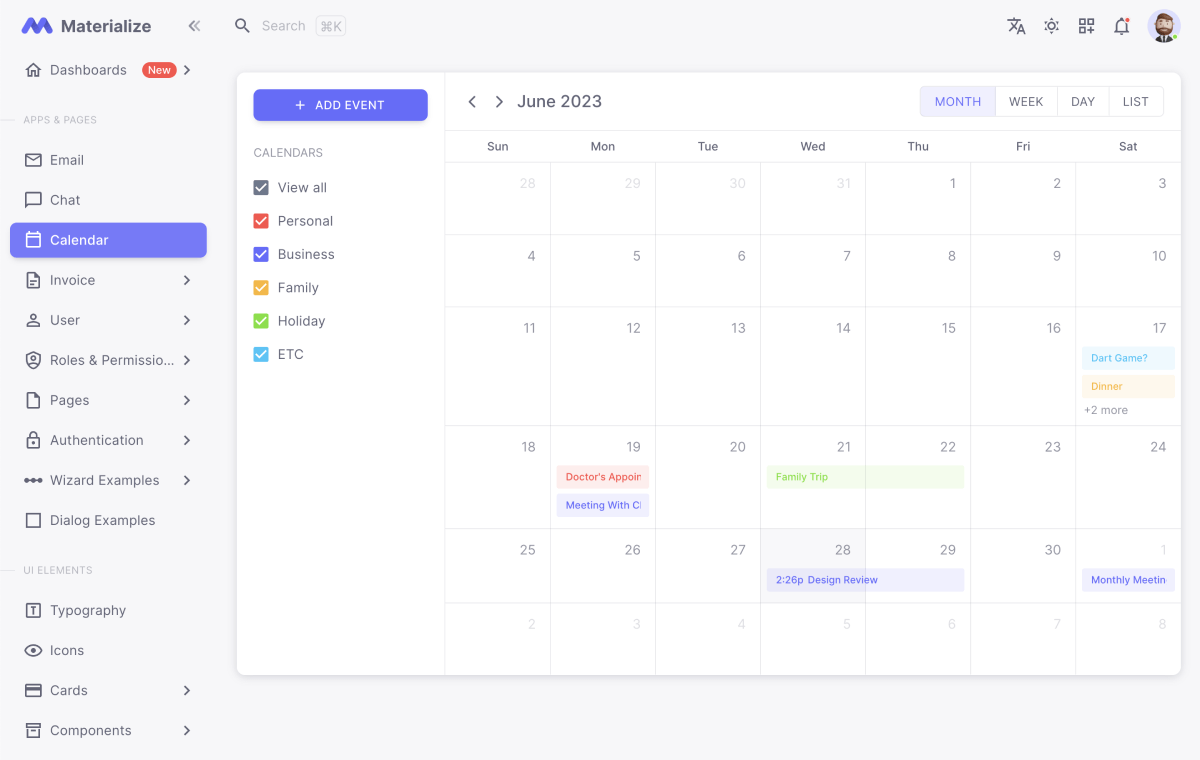 Materialize
Search ⌘K
Dashboards New
APPS & PAGES
Email
Chat
Calendar
Invoice
User
Roles & Permissio...
Pages
Authentication
Wizard Examples
Dialog Examples
UI ELEMENTS
Typography
Icons
Cards
Components
+ ADD EVENT
CALENDARS
View all
Personal
Business
Family
Holiday
ETC
June 2023
MONTH WEEK DAY LIST
Sun Mon Tue Wed Thu Fri Sat
28 29 30 31 1 2 3
4 5 6 7 8 9 10
11 12 13 14 15 16 17
Dart Game?
Dinner
+2 more
18 19 20 21 22 23 24
Doctor's Appoin Family Trip
Meeting With Cl
25 26 27 28 29 30 1
2:26p Design Review Monthly Meetin
2 3 4 5 6 7 8